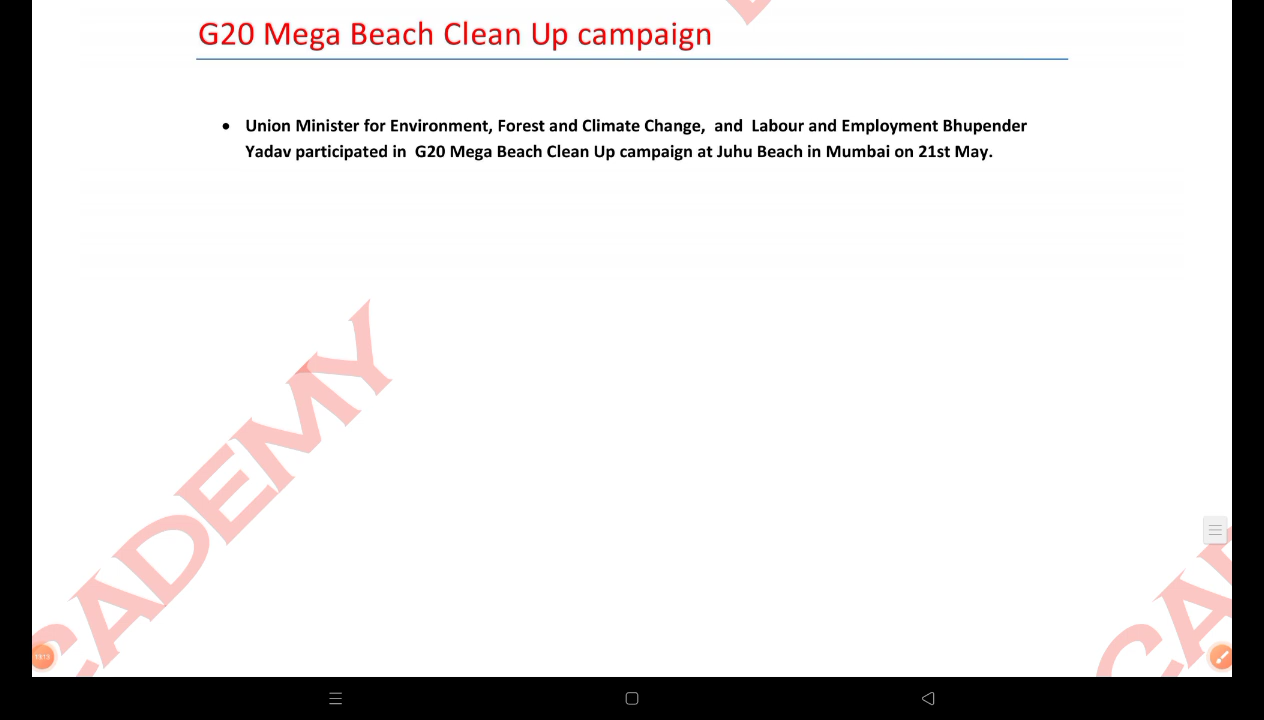 G20 Mega Beach Clean Up campaign
• Union Minister for Environment, Forest and Climate Change, and Labour and Employment Bhupender
Yadav participated in G20 Mega Beach Clean Up campaign at Juhu Beach in Mumbai on 21st May.
CADEMY
CAD